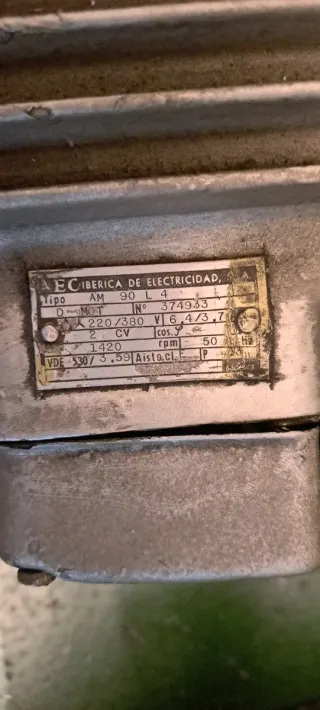 AEG IBERICA DE ELECTRICIDAD, S. A.
Tipo AM 90 L 4
D - MOT Nº 374933
220/380 V 6,4/3,7
2 CV cos.φ
1420 rpm 50 Hz
VDE 530/ 3,59 Aisto.cl. P